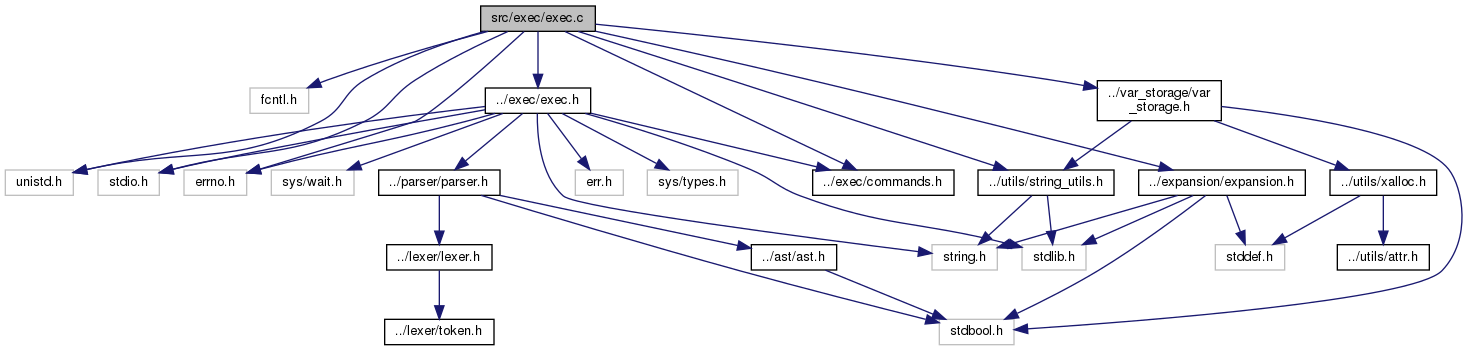 src/exec/exec.c
fcntl.h
../exec/exec.h
../var_storage/var
_storage.h
unistd.h
stdio.h
errno.h
sys/wait.h
../parser/parser.h
err.h
sys/types.h
../exec/commands.h
../utils/string_utils.h
../expansion/expansion.h
../utils/xalloc.h
../lexer/lexer.h
../ast/ast.h
string.h
stdlib.h
stddef.h
../utils/attr.h
../lexer/token.h
stdbool.h